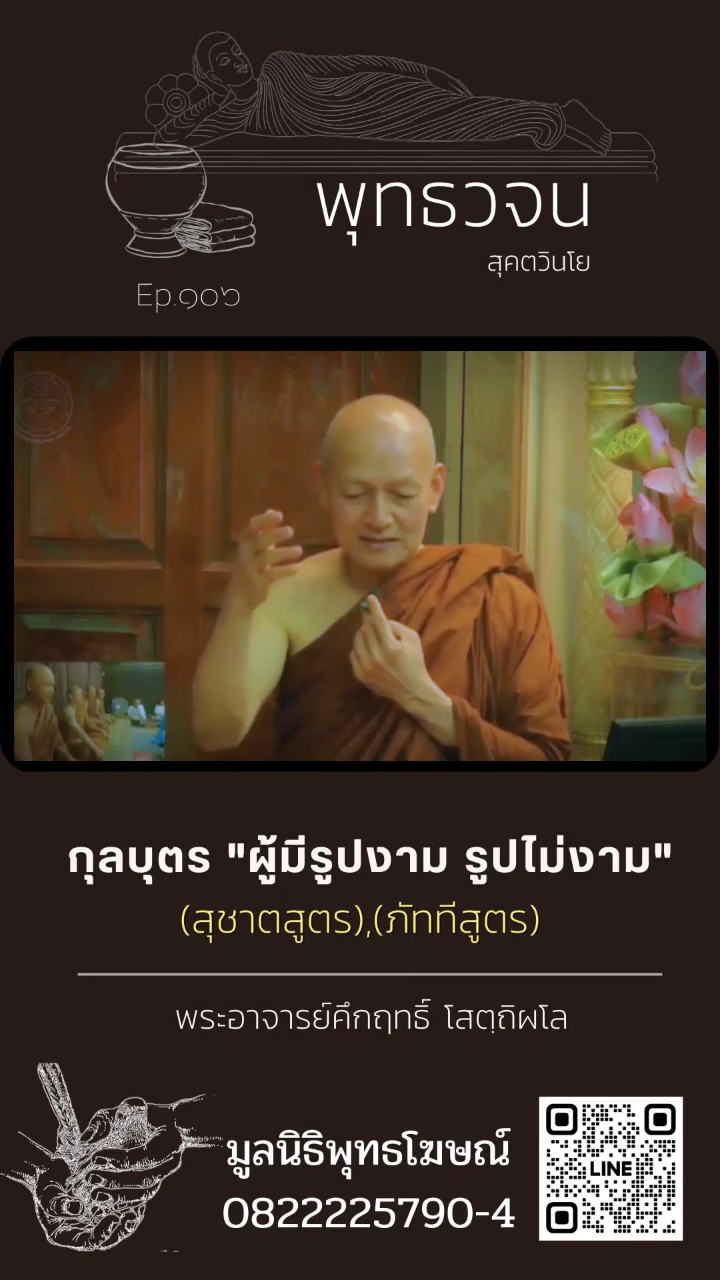 พุทธวจน
สุคตวินโย
Ep.๑๐๖
กุลบุตร "ผู้มีรูปงาม รูปไม่งาม"
(สุชาตสูตร),(ภัททีสูตร)
พระอาจารย์คึกฤทธิ์ โสตฺถิผโล
มูลนิธิพุทธโฆษณ์
0822225790-4
LINE